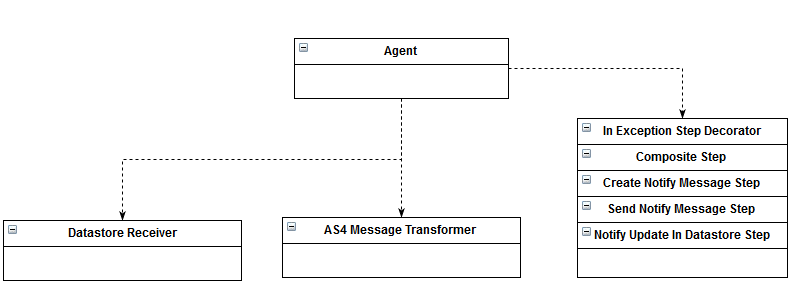 Agent
In Exception Step Decorator
Composite Step
Create Notify Message Step
Send Notify Message Step
Notify Update In Datastore Step
Datastore Receiver
AS4 Message Transformer